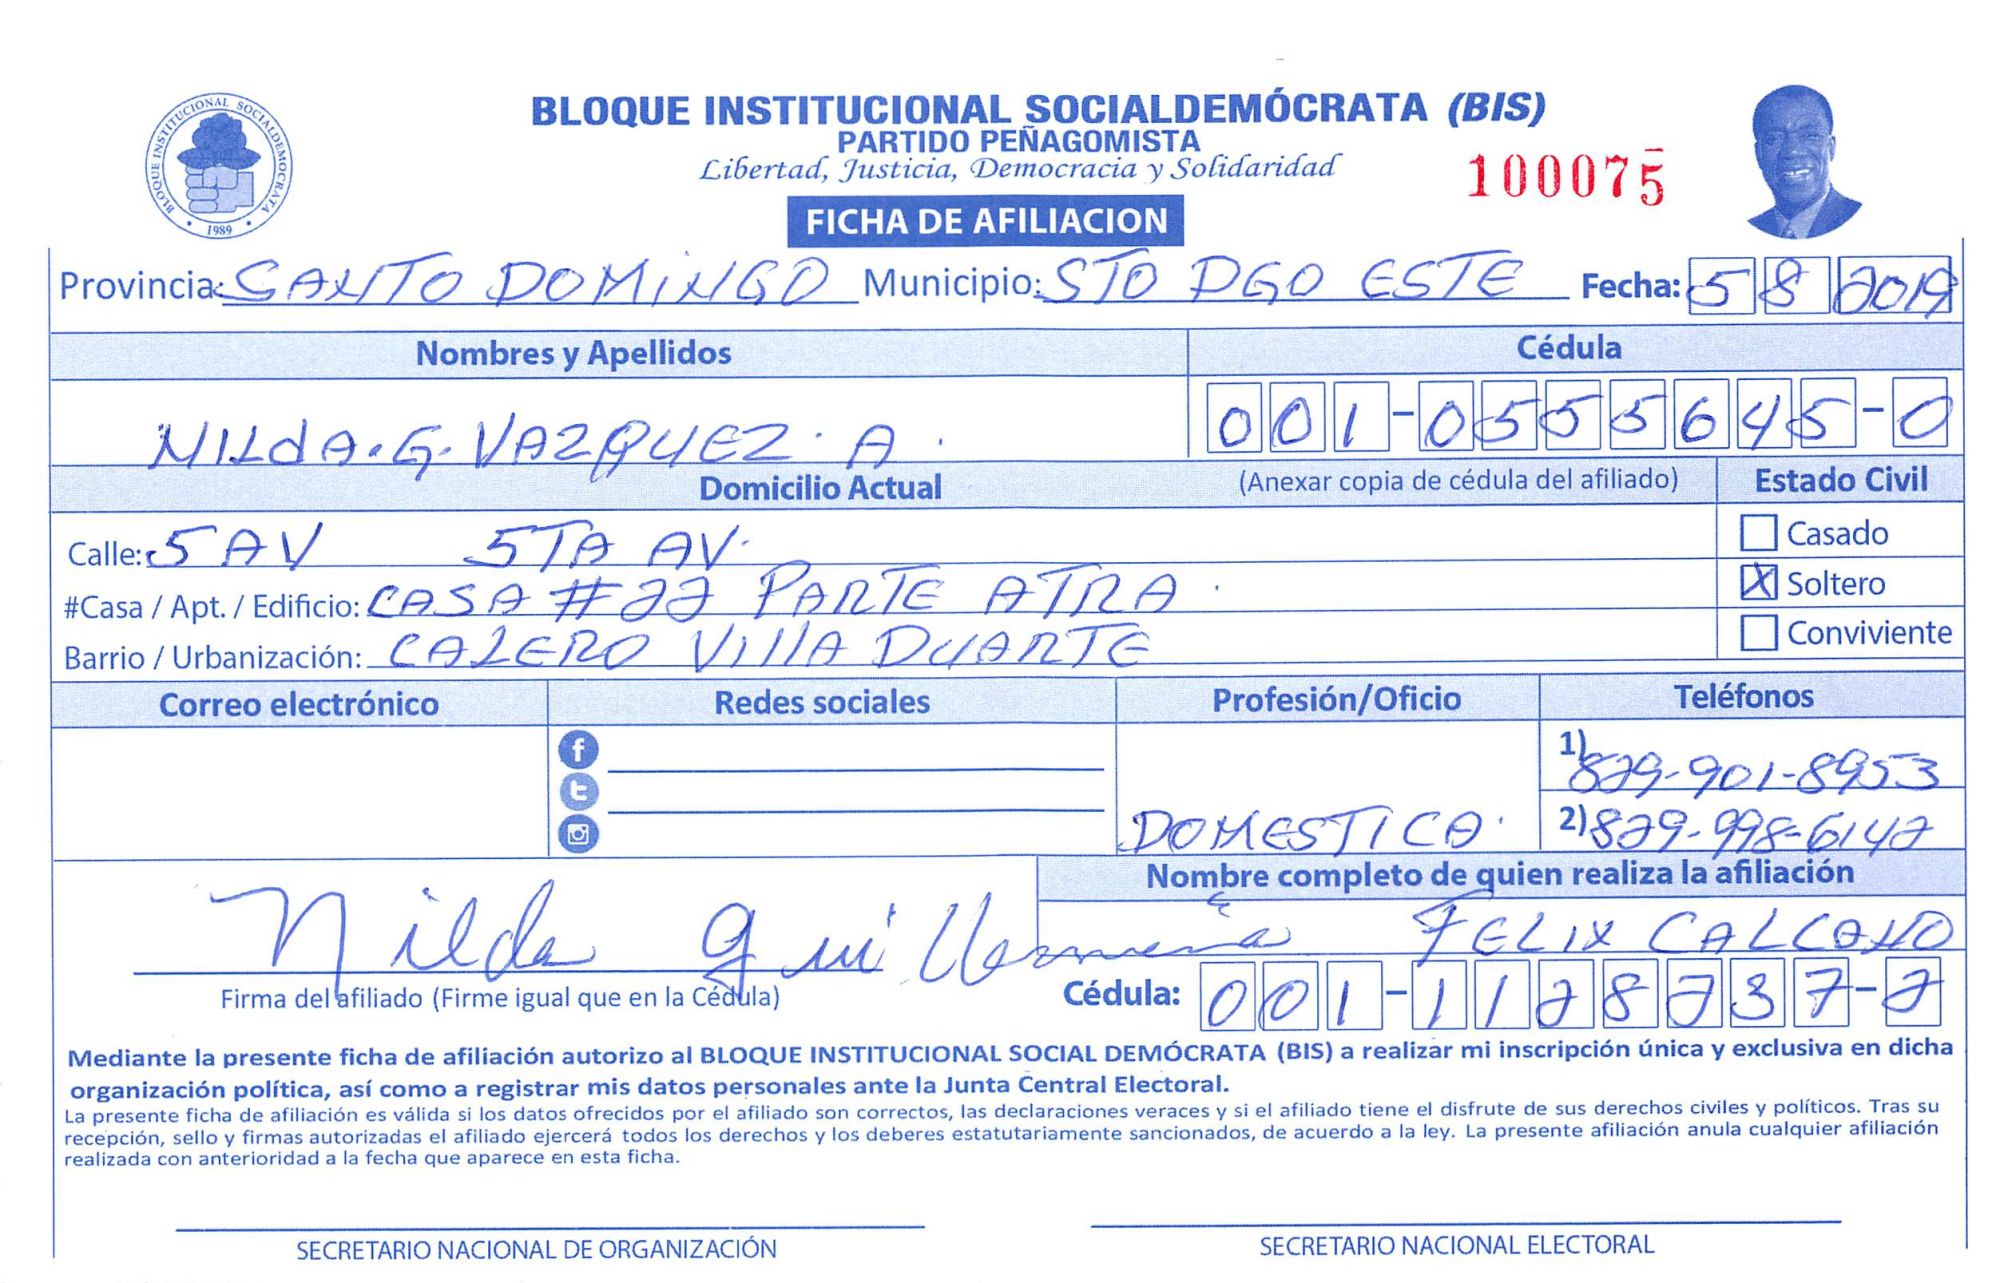 BLOQUE INSTITUCIONAL SOCIALDEMOCRATA
1989
BLOQUE INSTITUCIONAL SOCIALDEMÓCRATA (BIS)
PARTIDO PEÑAGOMISTA
Libertad, Justicia, Democracia y Solidaridad
100075
FICHA DE AFILIACION
Provincia: SANTO DOMINGO Municipio: STO DGO ESTE Fecha: 5 8 2019
Nombres y Apellidos Cédula
NILdA. G. VAZQUEZ. A. 001-0555645-0
Domicilio Actual (Anexar copia de cédula del afiliado) Estado Civil
Calle: 5 AV 5TA AV. Casado
#Casa / Apt. / Edificio: CASA #22 PARTE ATRA. X Soltero
Barrio / Urbanización: CALERO VIllA DUARTE Conviviente
Correo electrónico Redes sociales Profesión/Oficio Teléfonos
1) 829-901-8953
DOMESTICA. 2) 829-998-6142
Nombre completo de quien realiza la afiliación
Nilda Guillermina FELIX CALCAÑO
Firma del afiliado (Firme igual que en la Cédula) Cédula: 001-1128237-2
Mediante la presente ficha de afiliación autorizo al BLOQUE INSTITUCIONAL SOCIAL DEMÓCRATA (BIS) a realizar mi inscripción única y exclusiva en dicha
organización política, así como a registrar mis datos personales ante la Junta Central Electoral.
La presente ficha de afiliación es válida si los datos ofrecidos por el afiliado son correctos, las declaraciones veraces y si el afiliado tiene el disfrute de sus derechos civiles y políticos. Tras su
recepción, sello y firmas autorizadas el afiliado ejercerá todos los derechos y los deberes estatutariamente sancionados, de acuerdo a la ley. La presente afiliación anula cualquier afiliación
realizada con anterioridad a la fecha que aparece en esta ficha.
SECRETARIO NACIONAL DE ORGANIZACIÓN SECRETARIO NACIONAL ELECTORAL